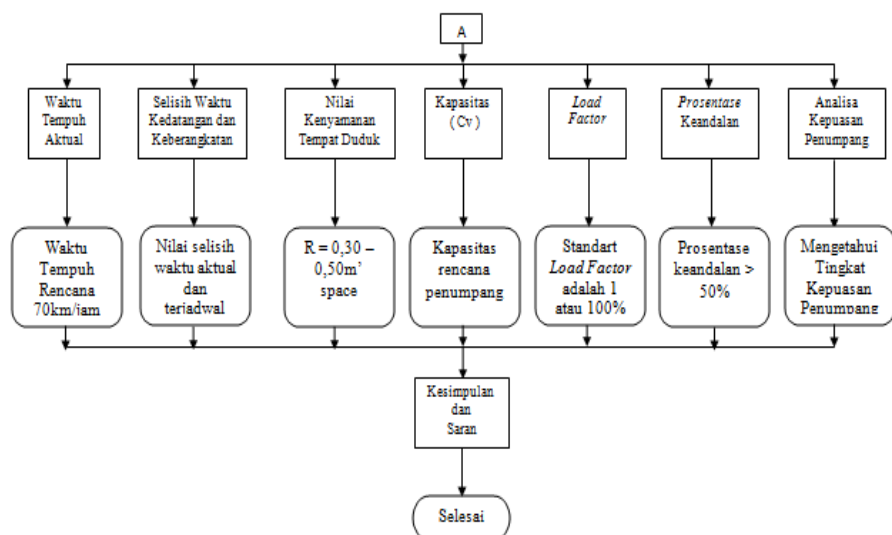 A
Waktu
Tempuh
Aktual
Selisih Waktu
Kedatangan dan
Keberangkatan
Nilai
Kenyamanan
Tempat Duduk
Kapasitas
( Cv )
Load
Factor
Prosentase
Keandalan
Analisa
Kepuasan
Penumpang
Waktu
Tempuh
Rencana
70km/jam
Nilai selisih
waktu aktual
dan
terjadwal
R = 0,30 –
0,50m’
space
Kapasitas
rencana
penumpang
Standart
Load Factor
adalah 1
atau 100%
Prosentase
keandalan >
50%
Mengetahui
Tingkat
Kepuasan
Penumpang
Kesimpulan
dan
Saran
Selesai